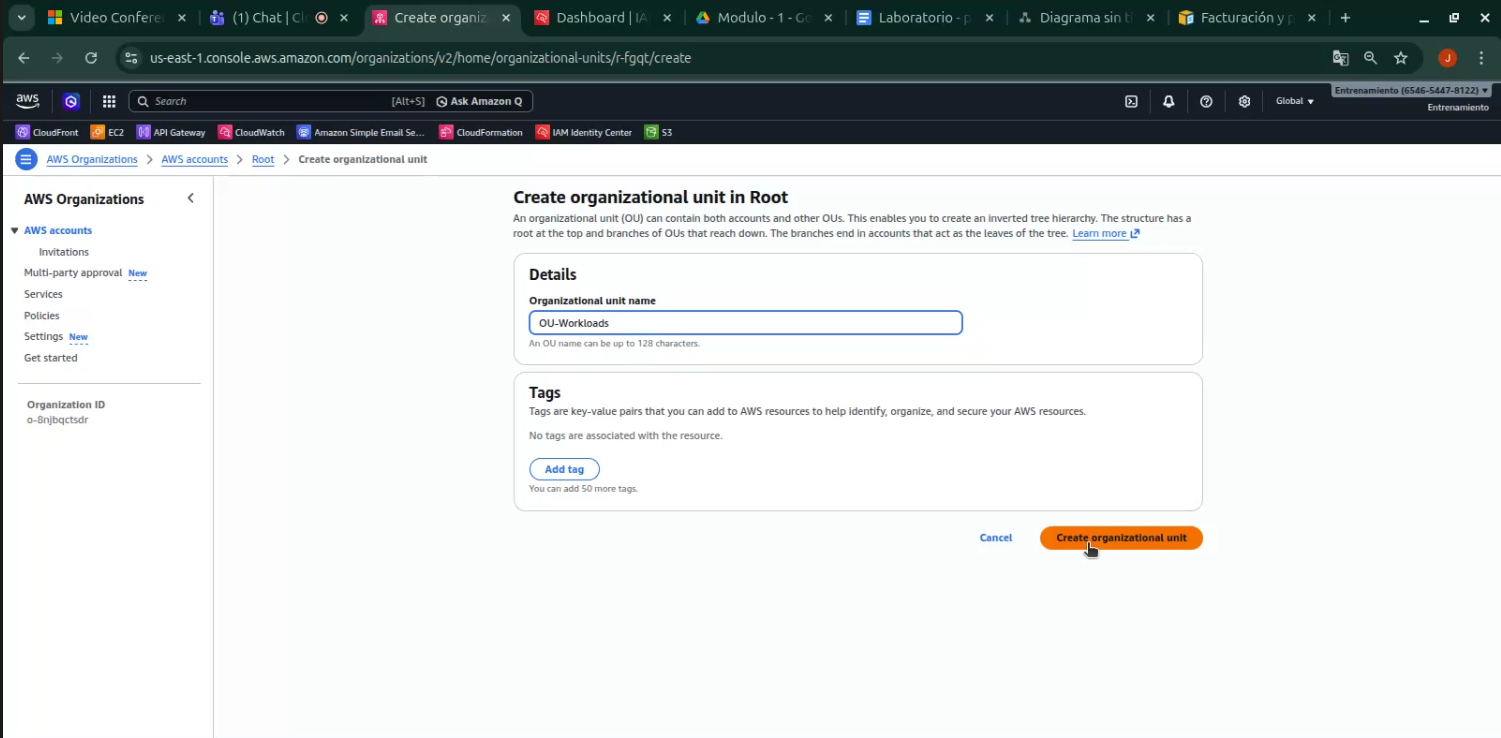 Video Confere
(1) Chat | Cl
Create organiz
Dashboard | IA
Modulo - 1 - Go
Laboratorio - p
Diagrama sin ti
Facturación y p
us-east-1.console.aws.amazon.com/organizations/v2/home/organizational-units/r-fgqt/create
J
aws
Search
[Alt+S]
Ask Amazon Q
Global
Entrenamiento (6546-5447-8122)
Entrenamiento
CloudFront
EC2
API Gateway
CloudWatch
Amazon Simple Email Se...
CloudFormation
IAM Identity Center
S3
AWS Organizations
AWS accounts
Root
Create organizational unit
AWS Organizations
AWS accounts
Invitations
Multi-party approval New
Services
Policies
Settings New
Get started
Organization ID
o-8njbqctsdr
Create organizational unit in Root
An organizational unit (OU) can contain both accounts and other OUs. This enables you to create an inverted tree hierarchy. The structure has a
root at the top and branches of OUs that reach down. The branches end in accounts that act as the leaves of the tree. Learn more
Details
Organizational unit name
OU-Workloads
An OU name can be up to 128 characters.
Tags
Tags are key-value pairs that you can add to AWS resources to help identify, organize, and secure your AWS resources.
No tags are associated with the resource.
Add tag
You can add 50 more tags.
Cancel
Create organizational unit